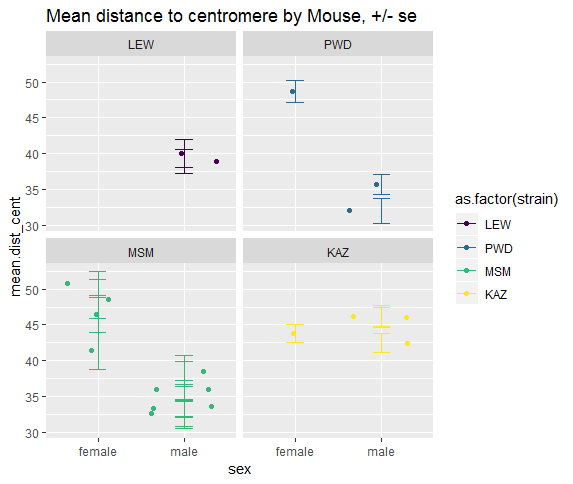 Mean distance to centromere by Mouse, +/- se
LEW
PWD
50
45
40
35
30
MSM
KAZ
50
45
40
35
30
female
male
female
male
sex
mean.dist_cent
as.factor(strain)
LEW
PWD
MSM
KAZ